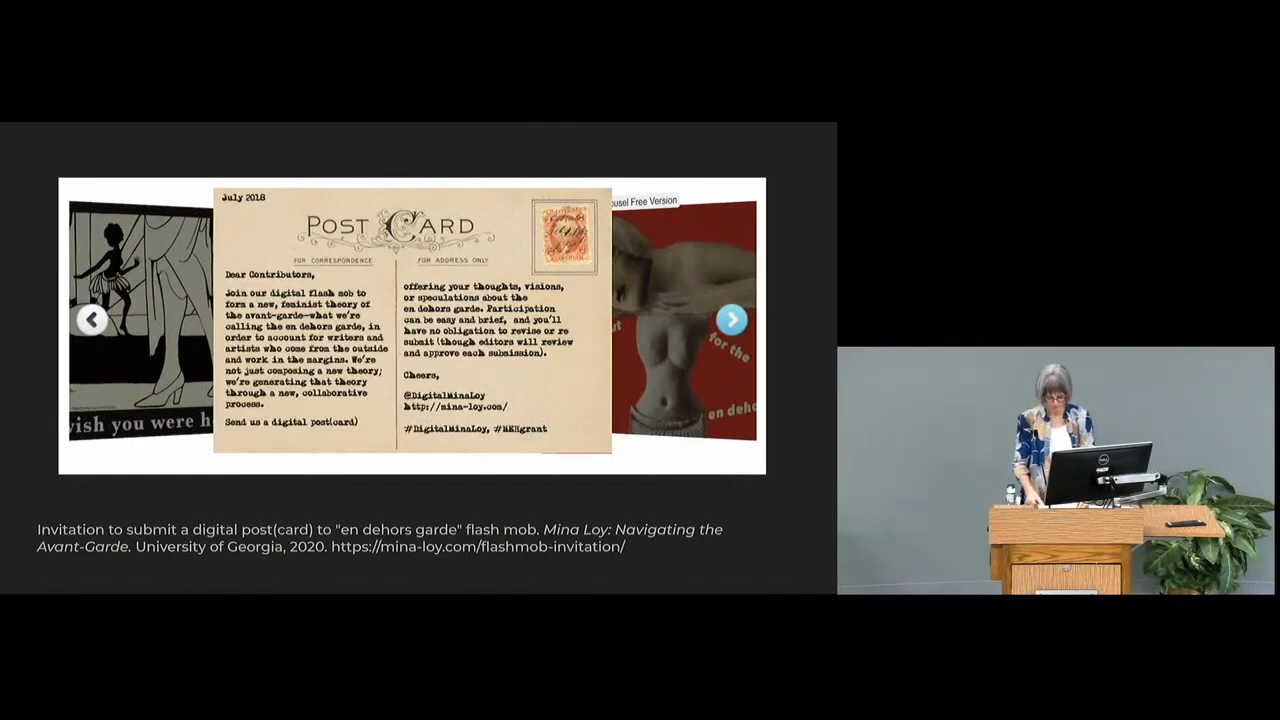 July 2018
POST CARD
FOR CORRESPONDENCE
FOR ADDRESS ONLY
Dear Contributors,
Join our digital flash mob to
form a new, feminist theory of
the avant-garde—what we're
calling the en dehors garde, in
order to account for writers and
artists who come from the outside
and work in the margins. We're
not just composing a new theory;
we're generating that theory
through a new, collaborative
process.
Send us a digital post(card)
offering your thoughts, visions,
or speculations about the
en dehors garde. Participation
can be easy and brief, and you'll
have no obligation to revise or re
submit (though editors will review
and approve each submission).
Cheers,
@DigitalMinaLoy
http://mina-loy.com/
#DigitalMinaLoy, #NEHgrant
wish you were h
usel Free Version
ut
for the
en deho
Invitation to submit a digital post(card) to "en dehors garde" flash mob. Mina Loy: Navigating the
Avant-Garde. University of Georgia, 2020. https://mina-loy.com/flashmob-invitation/
DELL